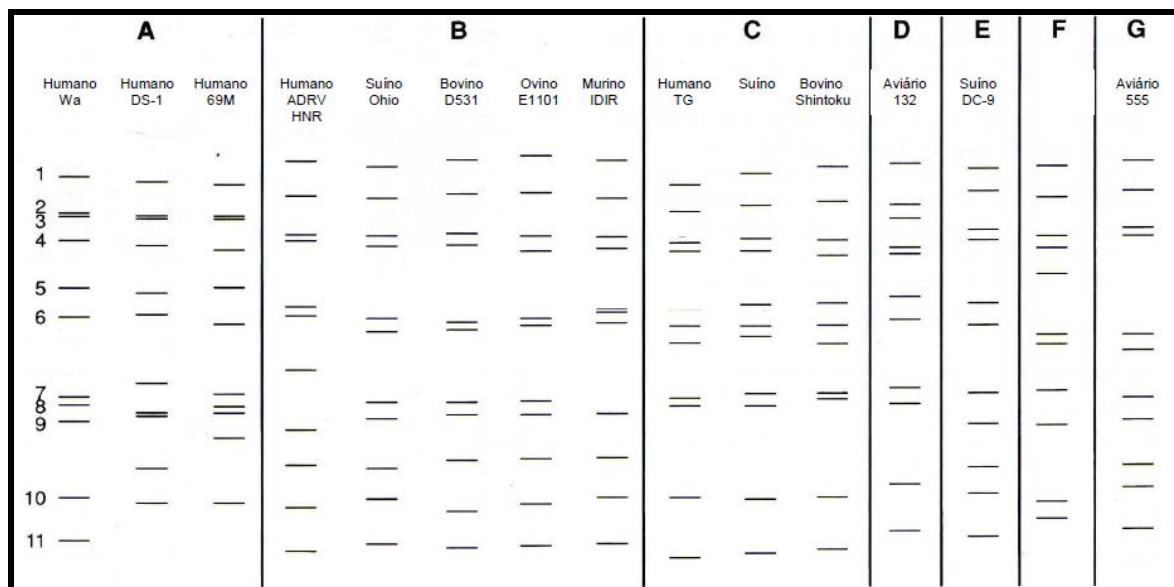 A B C D E F G
Humano Humano Humano Humano Suíno Bovino Ovino Murino Humano Suíno Bovino Aviário Suíno Aviário
Wa DS-1 69M ADRV Ohio D531 E1101 IDIR TG Shintoku 132 DC-9 555
HNR
1
2
3
4
5
6
7
8
9
10
11